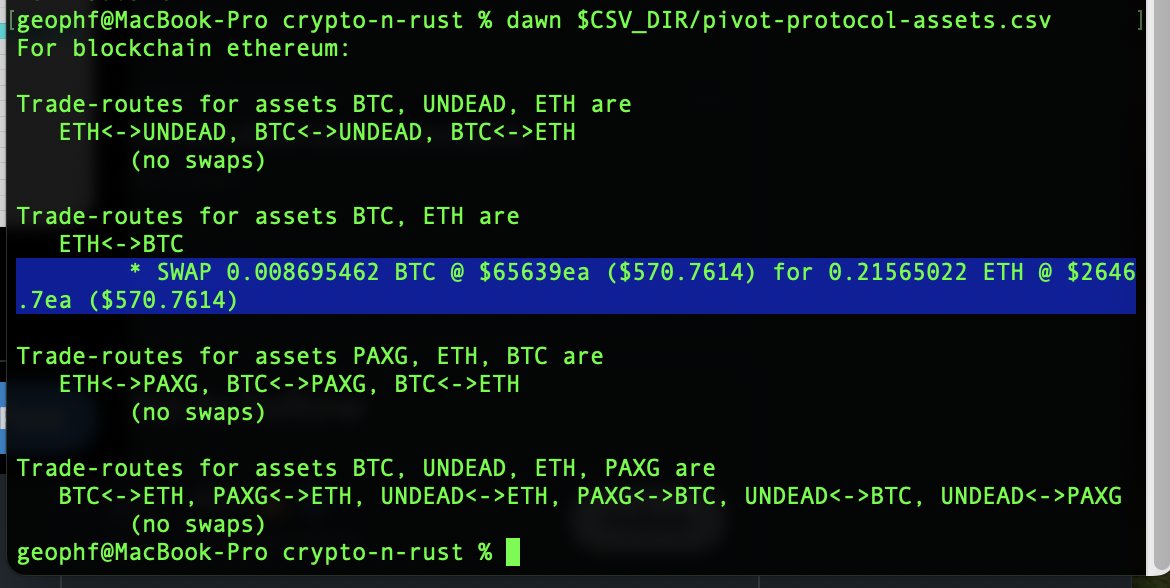 [geophf@MacBook-Pro crypto-n-rust % dawn $CSV_DIR/pivot-protocol-assets.csv ]
For blockchain ethereum:
Trade-routes for assets BTC, UNDEAD, ETH are
ETH<->UNDEAD, BTC<->UNDEAD, BTC<->ETH
(no swaps)
Trade-routes for assets BTC, ETH are
ETH<->BTC
* SWAP 0.008695462 BTC @ $65639ea ($570.7614) for 0.21565022 ETH @ $2646
.7ea ($570.7614)
Trade-routes for assets PAXG, ETH, BTC are
ETH<->PAXG, BTC<->PAXG, BTC<->ETH
(no swaps)
Trade-routes for assets BTC, UNDEAD, ETH, PAXG are
BTC<->ETH, PAXG<->ETH, UNDEAD<->ETH, PAXG<->BTC, UNDEAD<->BTC, UNDEAD<->PAXG
(no swaps)
geophf@MacBook-Pro crypto-n-rust %